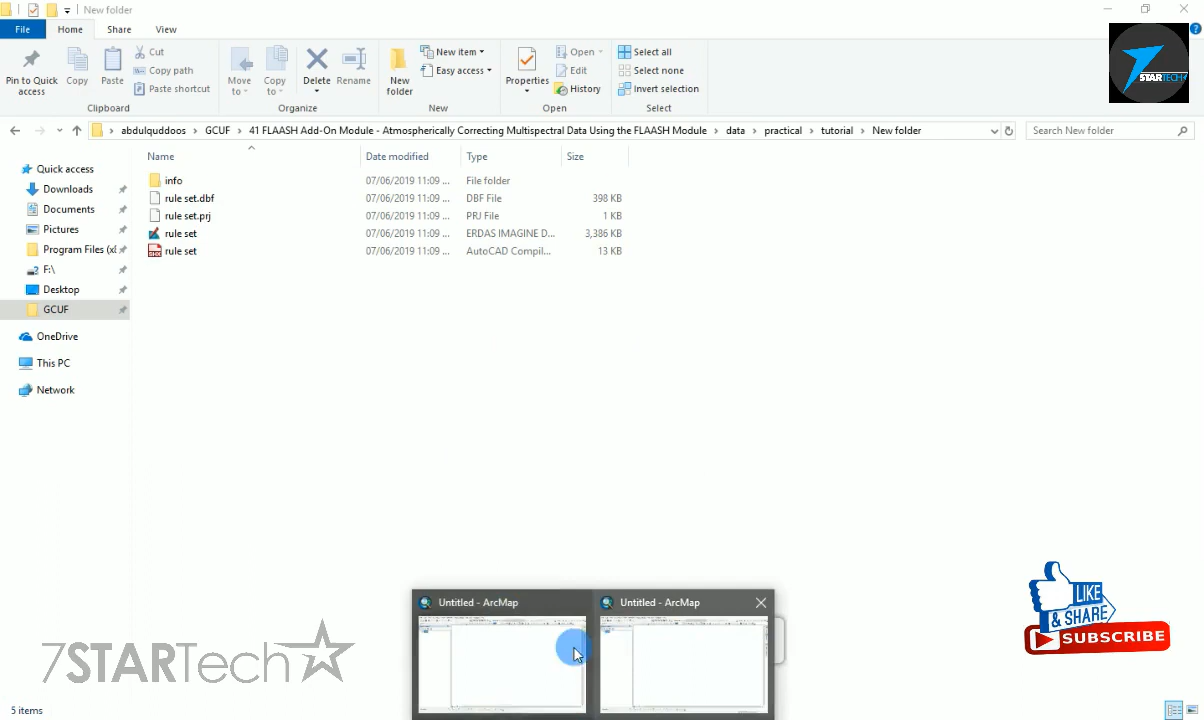 New folder
File
Home
Share
View
Pin to Quick access
Copy
Paste
Cut
Copy path
Paste shortcut
Clipboard
Move to
Copy to
Delete
Rename
Organize
New folder
New item
Easy access
New
Properties
Open
Edit
History
Open
Select all
Select none
Invert selection
Select
7STARTECH
abdulquddoos > GCUF > 41 FLAASH Add-On Module - Atmospherically Correcting Multispectral Data Using the FLAASH Module > data > practical > tutorial > New folder
Search New folder
Name Date modified Type Size
info 07/06/2019 11:09 ... File folder
rule set.dbf 07/06/2019 11:09 ... DBF File 398 KB
rule set.prj 07/06/2019 11:09 ... PRJ File 1 KB
rule set 07/06/2019 11:09 ... ERDAS IMAGINE D... 3,386 KB
rule set 07/06/2019 11:09 ... AutoCAD Compil... 13 KB
Quick access
Downloads
Documents
Pictures
Program Files (x
F:\
Desktop
GCUF
OneDrive
This PC
Network
Untitled - ArcMap
Untitled - ArcMap
LIKE
& SHARE
SUBSCRIBE
7STARTech
5 items